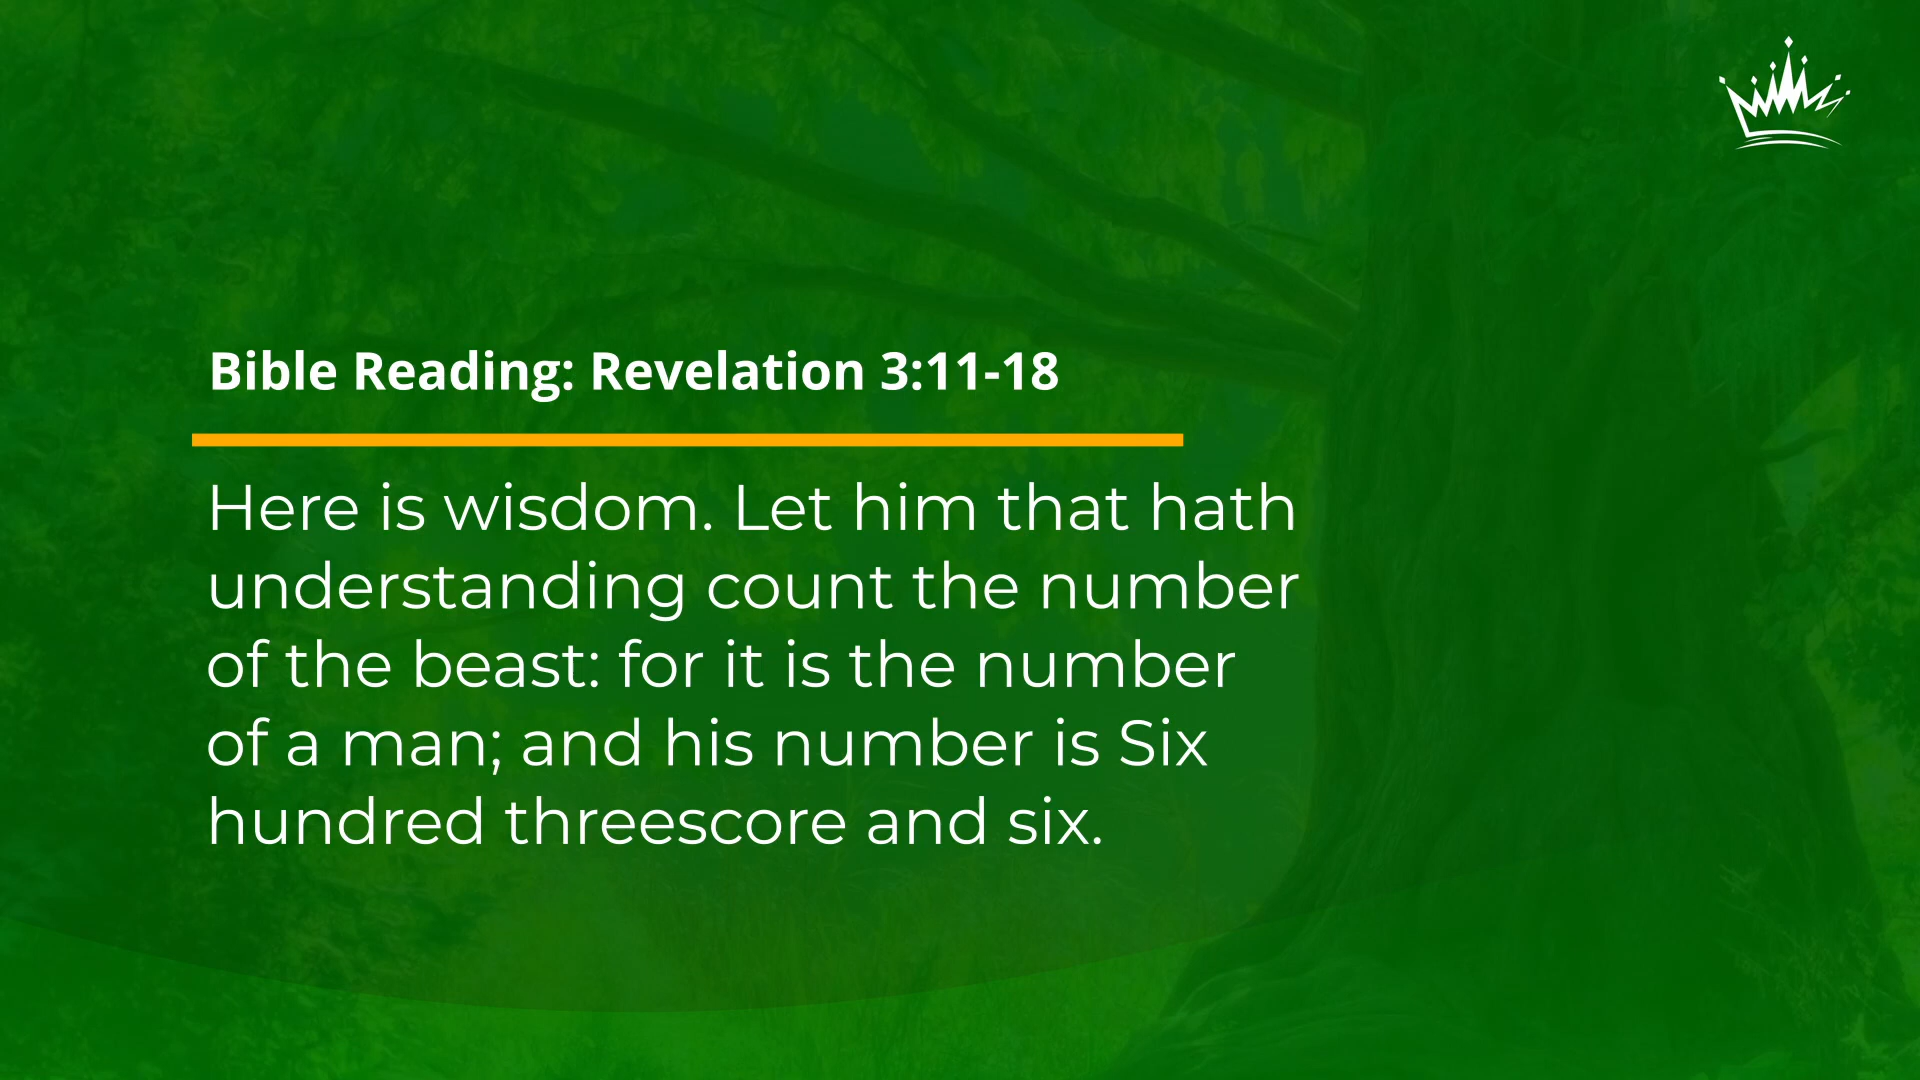 Bible Reading: Revelation 3:11-18
Here is wisdom. Let him that hath
understanding count the number
of the beast: for it is the number
of a man; and his number is Six
hundred threescore and six.